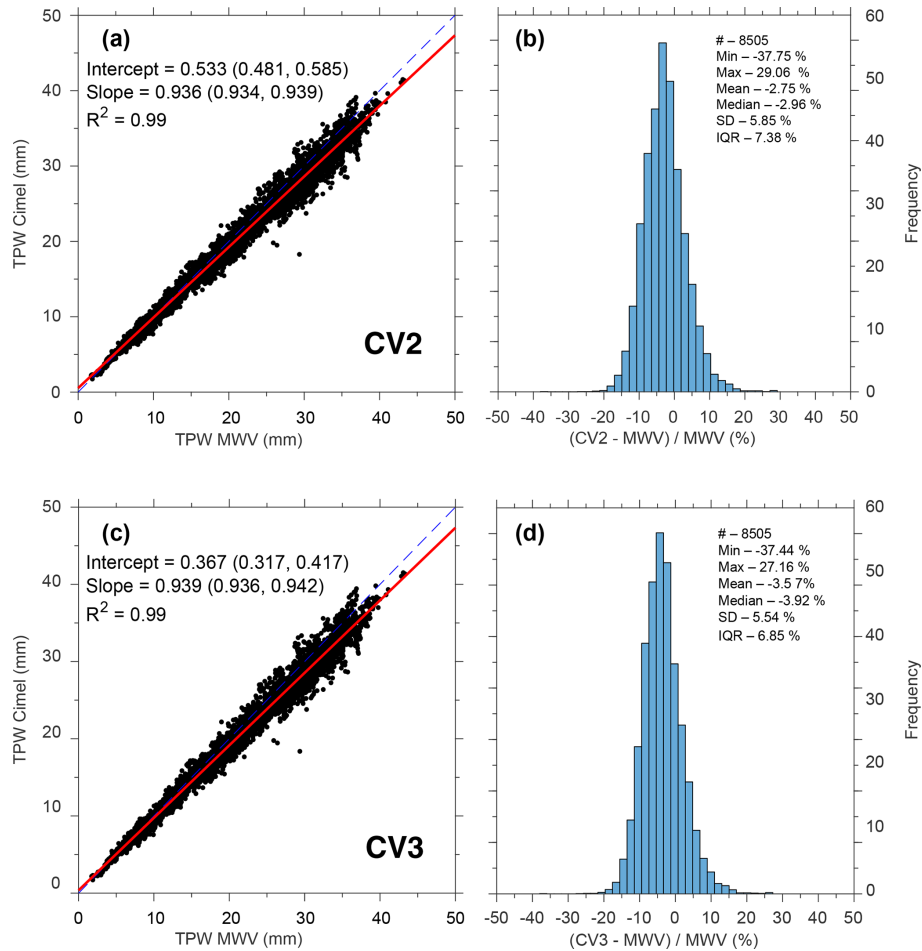 (a)
Intercept = 0.533 (0.481, 0.585)
Slope = 0.936 (0.934, 0.939)
R2 = 0.99
CV2
50
40
30
20
10
0
TPW Cimel (mm)
0 10 20 30 40 50
TPW MWV (mm)
(b)
# – 8505
Min – -37.75 %
Max – 29.06 %
Mean – -2.75 %
Median – -2.96 %
SD – 5.85 %
IQR – 7.38 %
60
50
40
30
20
10
0
Frequency
-50 -40 -30 -20 -10 0 10 20 30 40 50
(CV2 - MWV) / MWV (%)
(c)
Intercept = 0.367 (0.317, 0.417)
Slope = 0.939 (0.936, 0.942)
R2 = 0.99
CV3
50
40
30
20
10
0
TPW Cimel (mm)
0 10 20 30 40 50
TPW MWV (mm)
(d)
# – 8505
Min – -37.44 %
Max – 27.16 %
Mean – -3.5 7%
Median – -3.92 %
SD – 5.54 %
IQR – 6.85 %
60
50
40
30
20
10
0
Frequency
-50 -40 -30 -20 -10 0 10 20 30 40 50
(CV3 - MWV) / MWV (%)